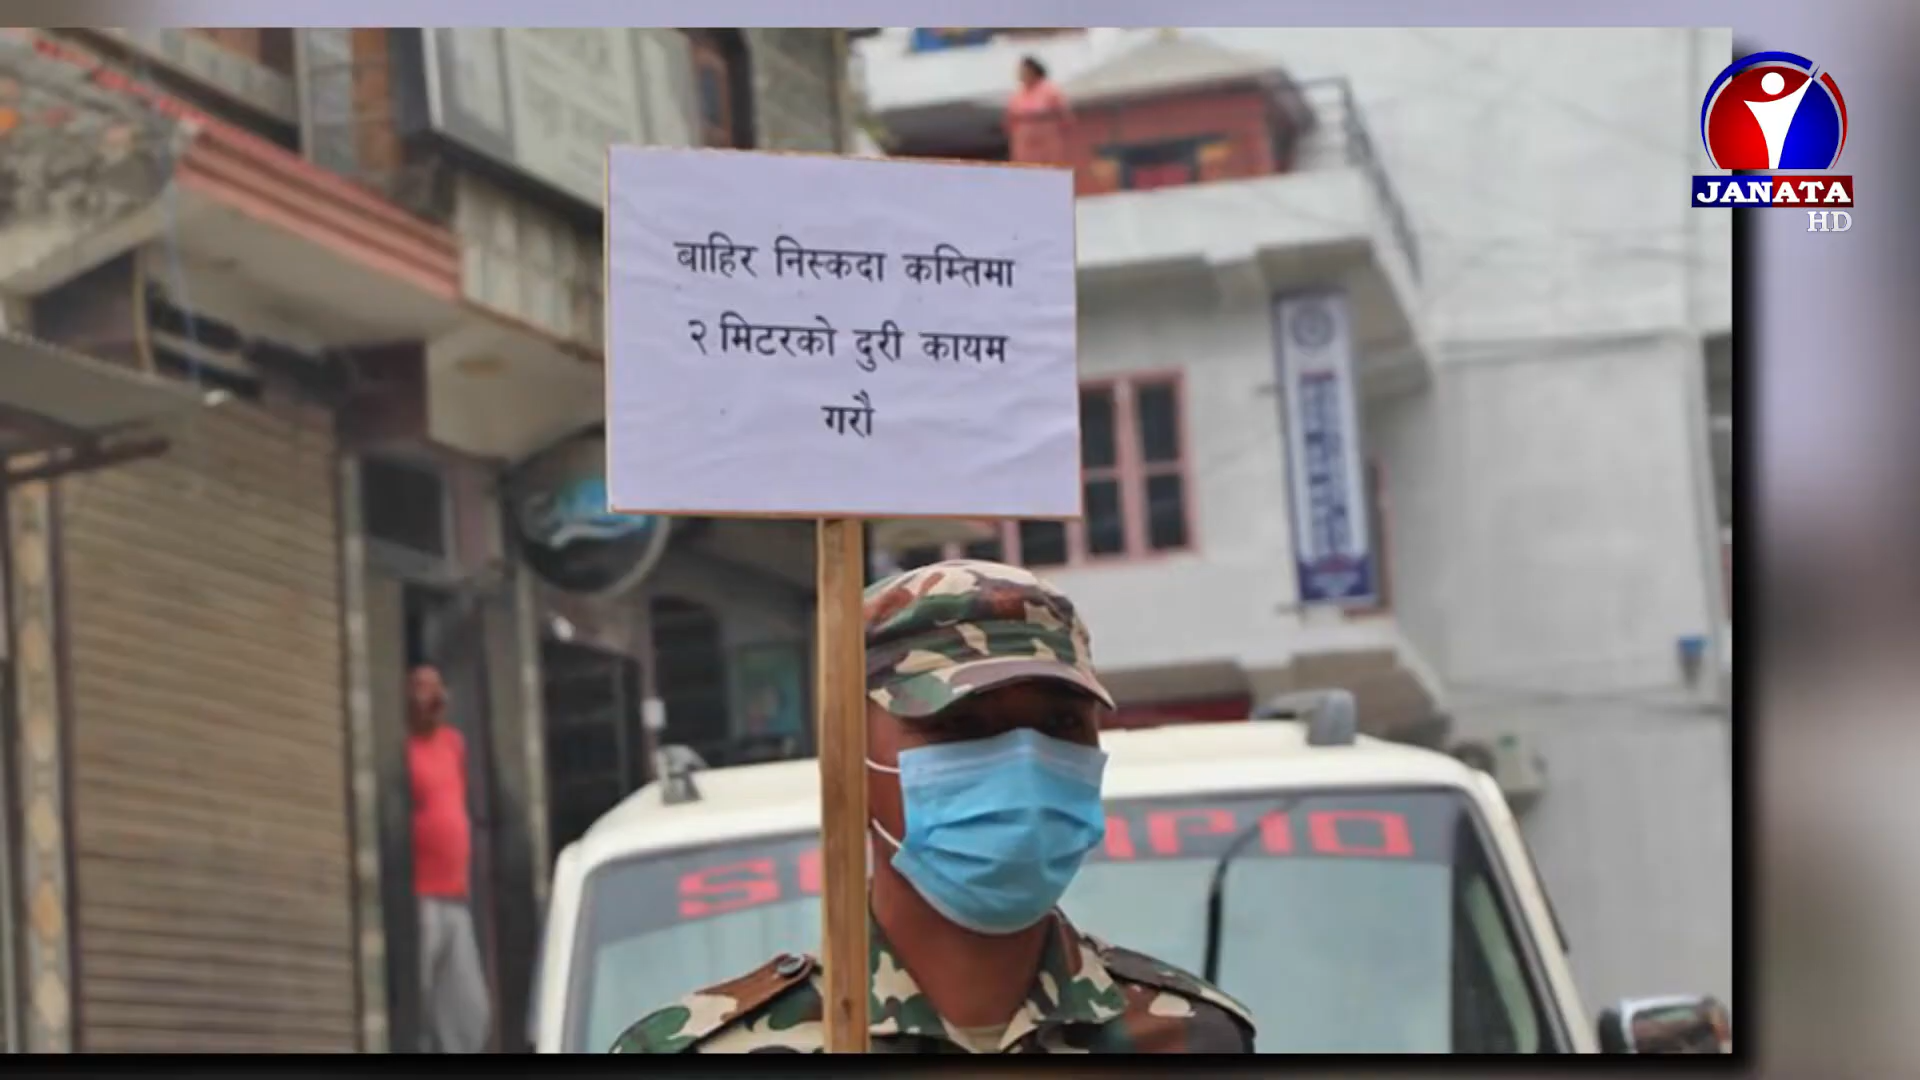 बाहिर निस्कदा कम्तिमा
२ मिटरको दुरी कायम
गरौ
JANATA
HD